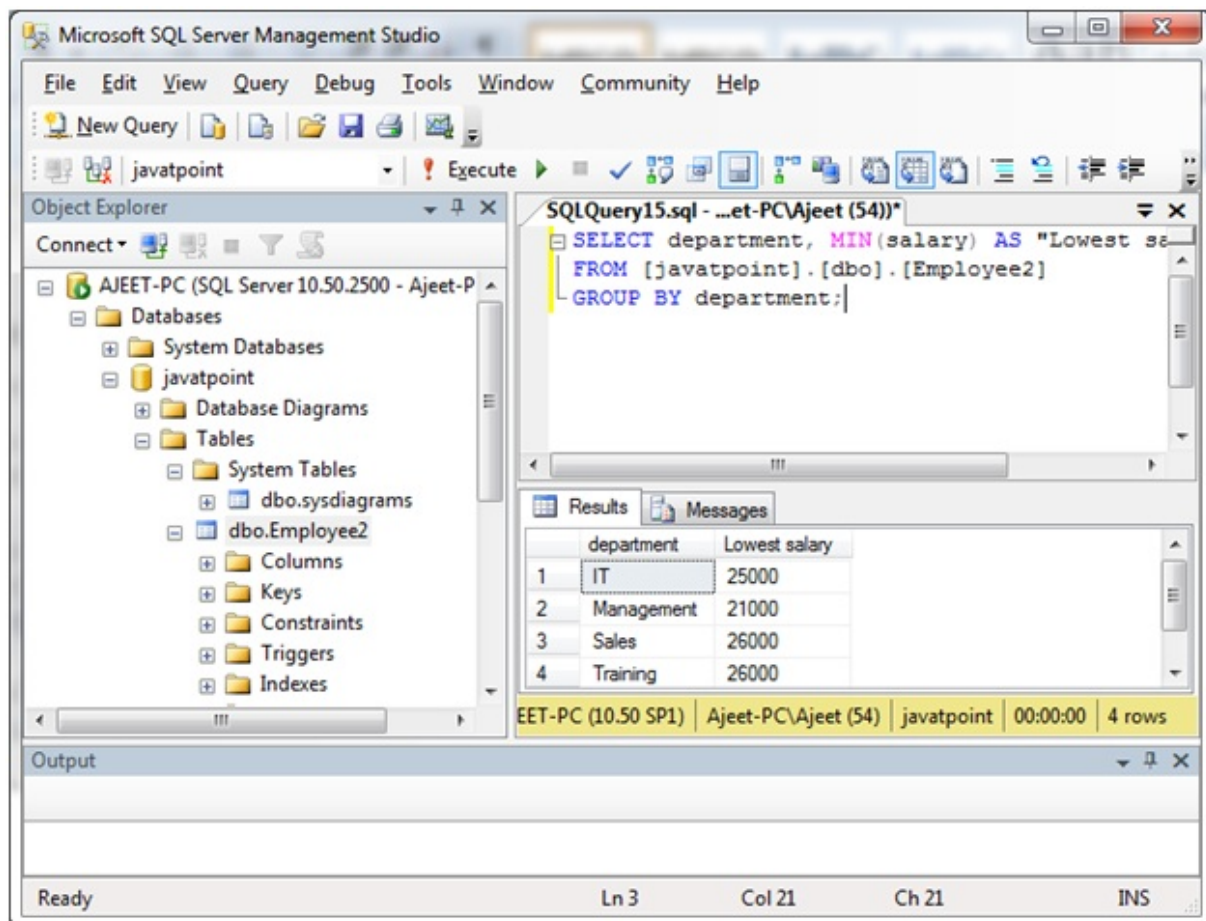 Microsoft SQL Server Management Studio
File Edit View Query Debug Tools Window Community Help
New Query
javatpoint Execute
Object Explorer
Connect
AJEET-PC (SQL Server 10.50.2500 - Ajeet-P
Databases
System Databases
javatpoint
Database Diagrams
Tables
System Tables
dbo.sysdiagrams
dbo.Employee2
Columns
Keys
Constraints
Triggers
Indexes
SQLQuery15.sql - ...et-PC\Ajeet (54))*
SELECT department, MIN(salary) AS "Lowest sa
FROM [javatpoint].[dbo].[Employee2]
GROUP BY department;
Results Messages
department Lowest salary
1 IT 25000
2 Management 21000
3 Sales 26000
4 Training 26000
EET-PC (10.50 SP1) Ajeet-PC\Ajeet (54) javatpoint 00:00:00 4 rows
Output
Ready Ln 3 Col 21 Ch 21 INS